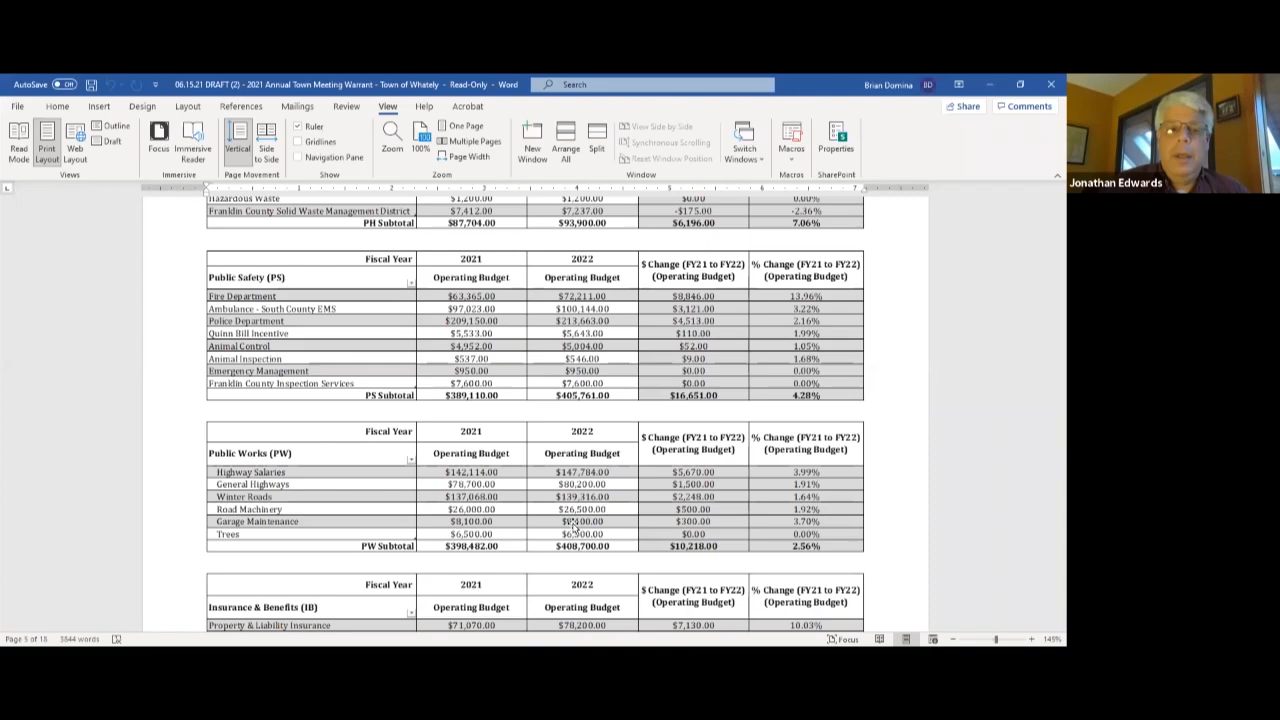 AutoSave Off 06.15.21 DRAFT (2) - 2021 Annual Town Meeting Warrant - Town of Whately - Read-Only - Word Search Brian Domina BD
File Home Insert Design Layout References Mailings Review View Help Acrobat Share Comments
Read Mode Print Layout Web Layout Outline Draft Focus Immersive Reader Vertical Side to Side Ruler Gridlines Navigation Pane Zoom 100% One Page Multiple Pages Page Width New Window Arrange All Split View Side by Side Synchronous Scrolling Reset Window Position Switch Windows Macros Properties
Views Immersive Page Movement Show Zoom Window Macros SharePoint
Jonathan Edwards
1 2 3 4 5 6 7
Hazardous Waste $1,200.00 $1,200.00 $0.00 0.00%
Franklin County Solid Waste Management District $7,412.00 $7,237.00 -$175.00 -2.36%
PH Subtotal $87,704.00 $93,900.00 $6,196.00 7.06%
Fiscal Year 2021 2022 $ Change (FY21 to FY22) % Change (FY21 to FY22)
Public Safety (PS) Operating Budget Operating Budget (Operating Budget) (Operating Budget)
Fire Department $63,365.00 $72,211.00 $8,846.00 13.96%
Ambulance - South County EMS $97,023.00 $100,144.00 $3,121.00 3.22%
Police Department $209,150.00 $213,663.00 $4,513.00 2.16%
Quinn Bill Incentive $5,533.00 $5,643.00 $110.00 1.99%
Animal Control $4,952.00 $5,004.00 $52.00 1.05%
Animal Inspection $537.00 $546.00 $9.00 1.68%
Emergency Management $950.00 $950.00 $0.00 0.00%
Franklin County Inspection Services $7,600.00 $7,600.00 $0.00 0.00%
PS Subtotal $389,110.00 $405,761.00 $16,651.00 4.28%
Fiscal Year 2021 2022 $ Change (FY21 to FY22) % Change (FY21 to FY22)
Public Works (PW) Operating Budget Operating Budget (Operating Budget) (Operating Budget)
Highway Salaries $142,114.00 $147,784.00 $5,670.00 3.99%
General Highways $78,700.00 $80,200.00 $1,500.00 1.91%
Winter Roads $137,068.00 $139,316.00 $2,248.00 1.64%
Road Machinery $26,000.00 $26,500.00 $500.00 1.92%
Garage Maintenance $8,100.00 $300.00 3.70%
Trees $6,500.00 $0.00 0.00%
PW Subtotal $398,482.00 $408,700.00 $10,218.00 2.56%
Fiscal Year 2021 2022 $ Change (FY21 to FY22) % Change (FY21 to FY22)
Insurance & Benefits (IB) Operating Budget Operating Budget (Operating Budget) (Operating Budget)
Property & Liability Insurance $71,070.00 $78,200.00 $7,130.00 10.03%
Page 5 of 18 3844 words Focus 145%